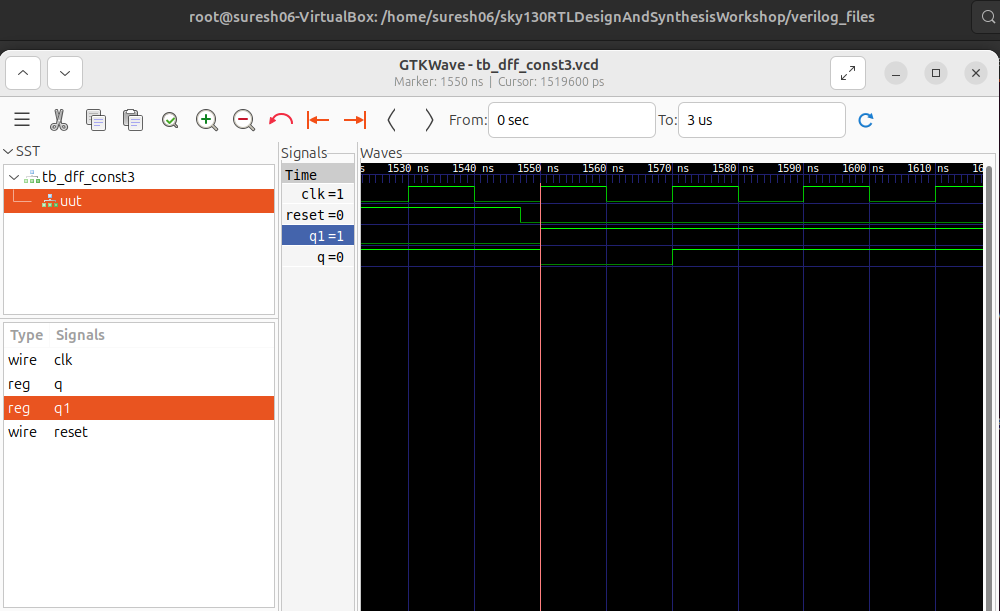 root@suresh06-VirtualBox: /home/suresh06/sky130RTLDesignAndSynthesisWorkshop/verilog_files
GTKWave - tb_dff_const3.vcd
Marker: 1550 ns | Cursor: 1519600 ps
From: 0 sec To: 3 us
SST
tb_dff_const3
uut
Type Signals
wire clk
reg q
reg q1
wire reset
Signals
Time
clk =1
reset =0
q1 =1
q =0
Waves
s 1530 ns 1540 ns 1550 ns 1560 ns 1570 ns 1580 ns 1590 ns 1600 ns 1610 ns 16